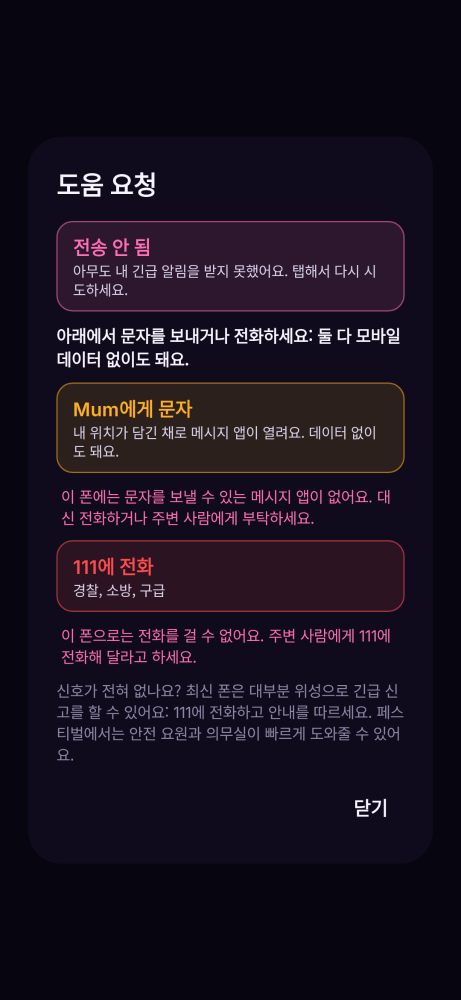 도움 요청
전송 안 됨
아무도 내 긴급 알림을 받지 못했어요. 탭해서 다시 시
도하세요.
아래에서 문자를 보내거나 전화하세요: 둘 다 모바일
데이터 없이도 돼요.
Mum에게 문자
내 위치가 담긴 채로 메시지 앱이 열려요. 데이터 없이
도 돼요.
이 폰에는 문자를 보낼 수 있는 메시지 앱이 없어요. 대
신 전화하거나 주변 사람에게 부탁하세요.
111에 전화
경찰, 소방, 구급
이 폰으로는 전화를 걸 수 없어요. 주변 사람에게 111에
전화해 달라고 하세요.
신호가 전혀 없나요? 최신 폰은 대부분 위성으로 긴급 신
고를 할 수 있어요: 111에 전화하고 안내를 따르세요. 페스
티벌에서는 안전 요원과 의무실이 빠르게 도와줄 수 있어
요.
닫기